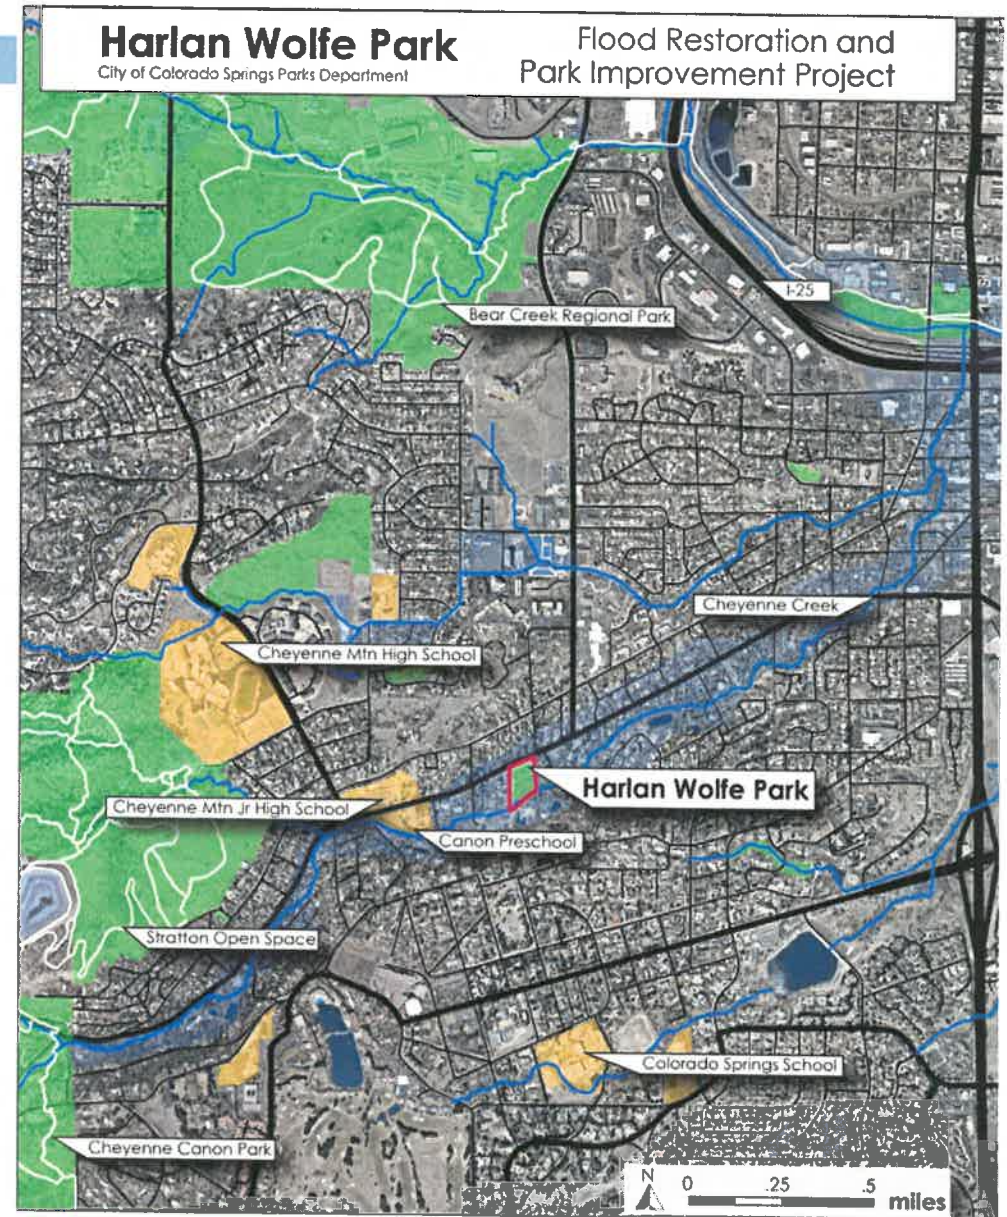 Harlan Wolfe Park
City of Colorado Springs Parks Department
Flood Restoration and
Park Improvement Project
I-25
Bear Creek Regional Park
Cheyenne Creek
Cheyenne Mtn High School
Harlan Wolfe Park
Cheyenne Mtn Jr High School
Canon Preschool
Stratton Open Space
Colorado Springs School
Cheyenne Canon Park
N
0 .25 .5
miles